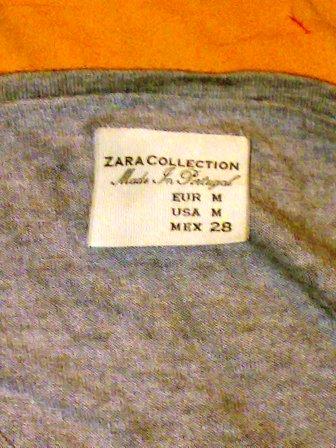 ZARA COLLECTION
Made In Portugal
EUR M
USA M
MEX 28